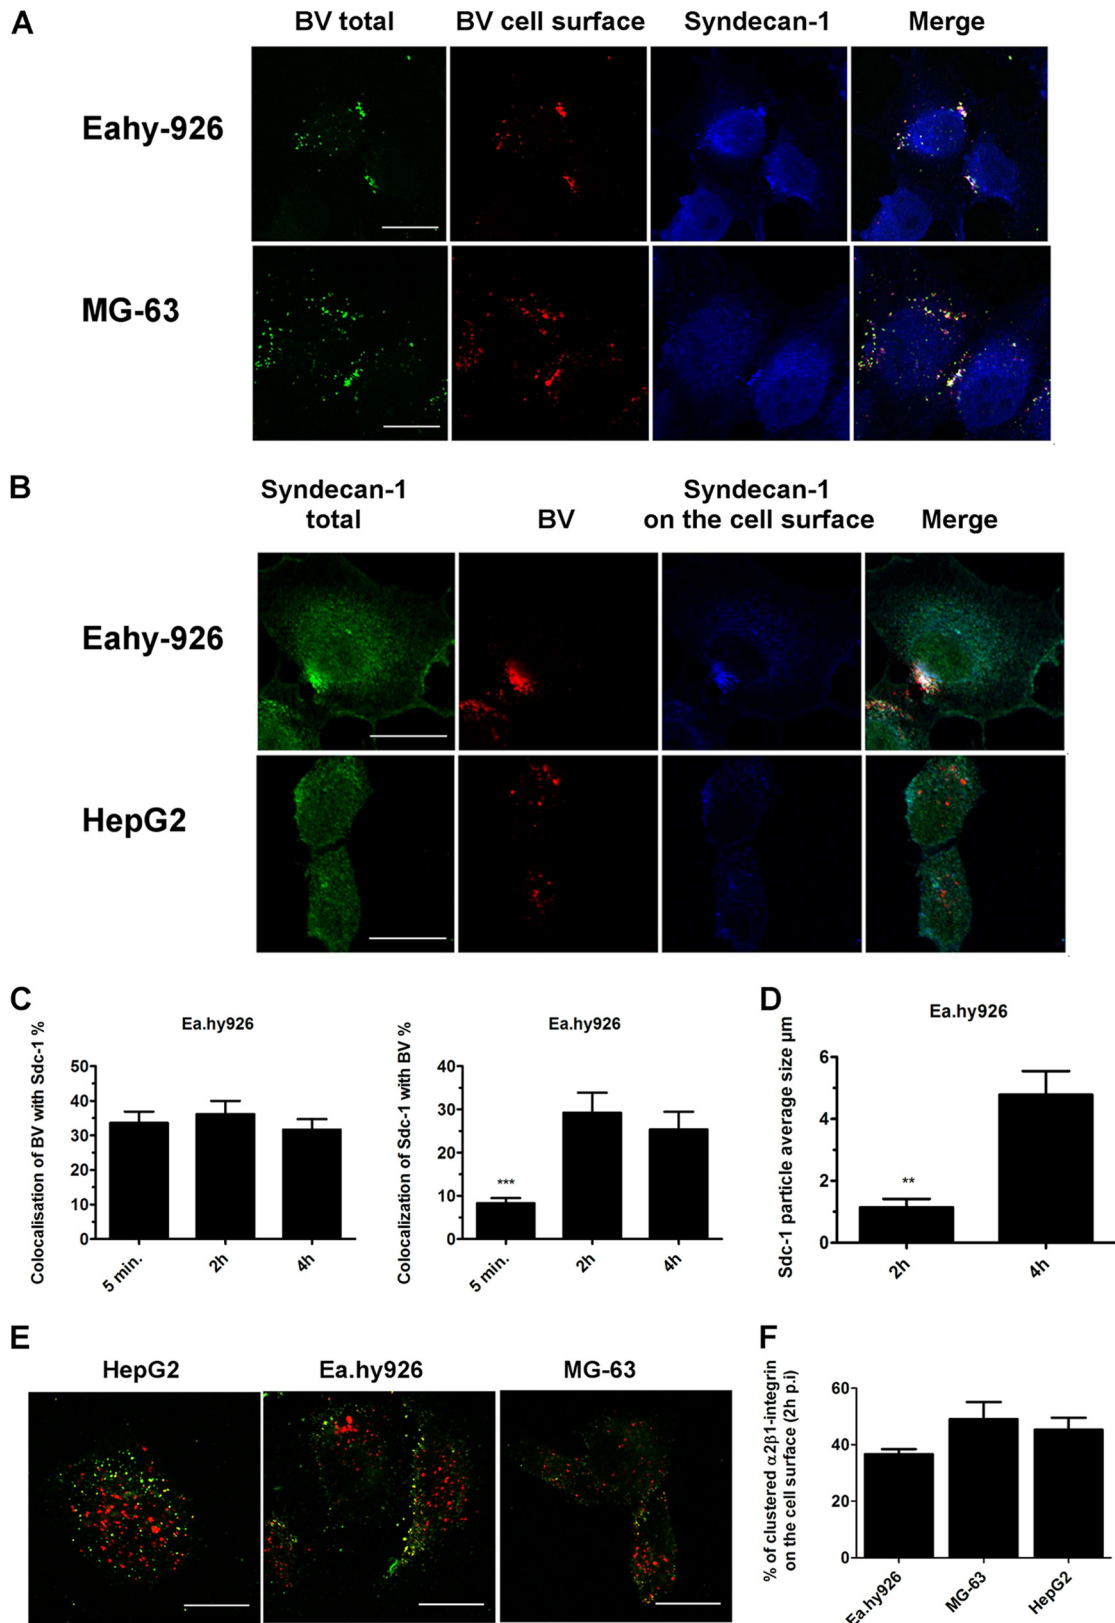 A
BV total BV cell surface Syndecan-1 Merge
Eahy-926
MG-63
B
Syndecan-1 total BV Syndecan-1 on the cell surface Merge
Eahy-926
HepG2
C
Ea.hy926
Colocalisation of BV with Sdc-1 %
50
40
30
20
10
0
5 min. 2h 4h
Ea.hy926
Colocalization of Sdc-1 with BV %
40
30
20
10
0
***
5 min. 2h 4h
D
Ea.hy926
Sdc-1 particle average size µm
6
4
2
0
**
2h 4h
E
HepG2 Ea.hy926 MG-63
F
% of clustered α2β1-integrin
on the cell surface (2h p.i)
60
40
20
0
Ea.hy926 MG-63 HepG2